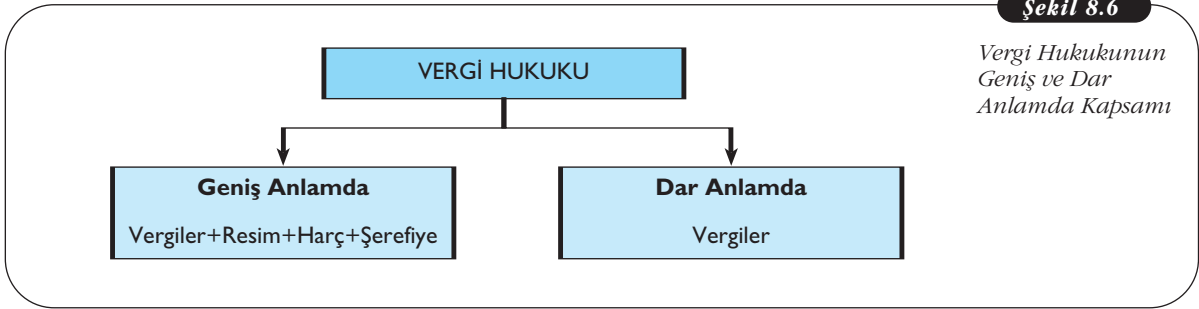 Şekil 8.6
Vergi Hukukunun
Geniş ve Dar
Anlamda Kapsamı
VERGİ HUKUKU
Geniş Anlamda
Vergiler+Resim+Harç+Şerefiye
Dar Anlamda
Vergiler